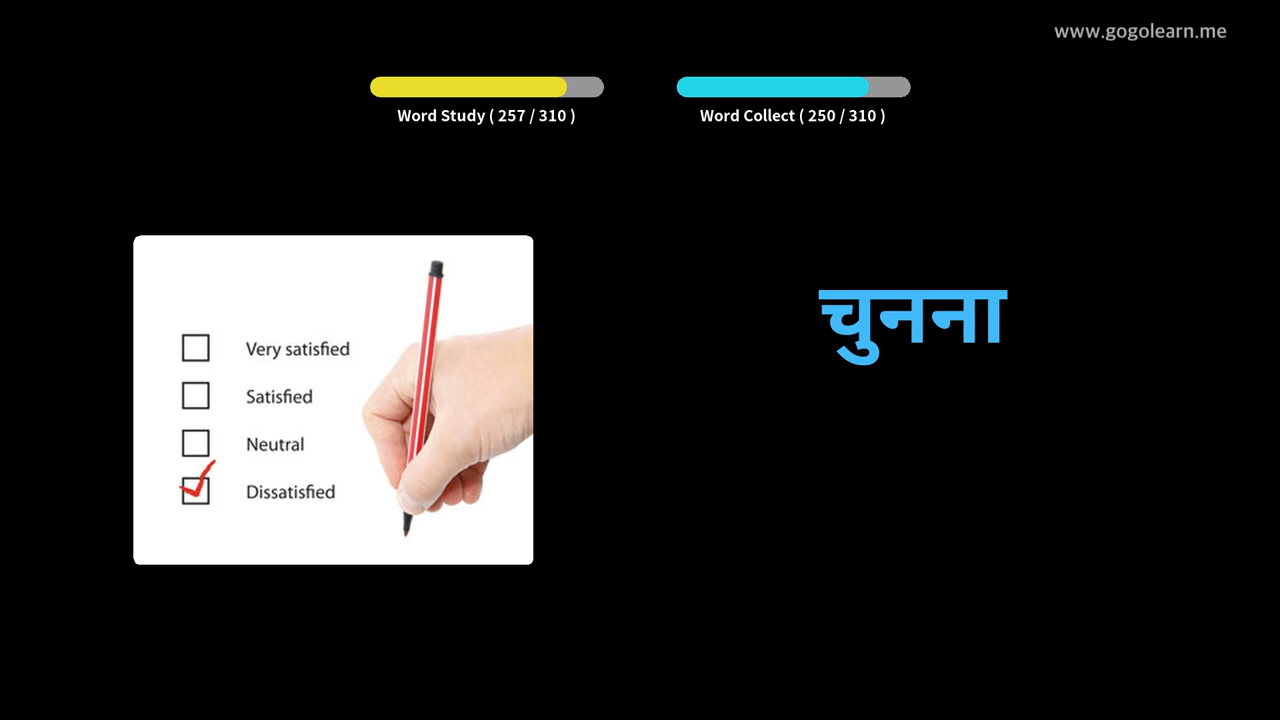 www.gogolearn.me
Word Study ( 257 / 310 )
Word Collect ( 250 / 310 )
Very satisfied
Satisfied
Neutral
Dissatisfied
चुनना